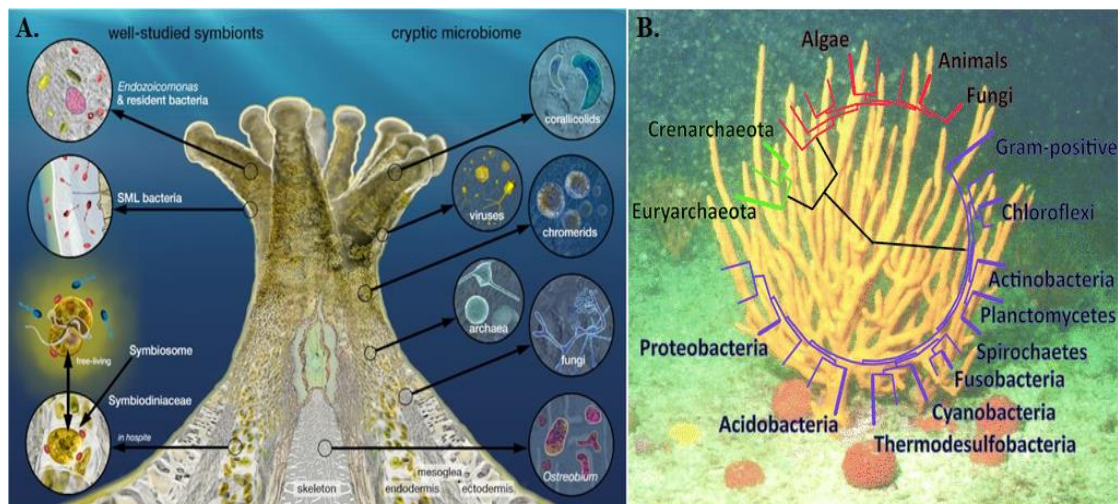 A.
well-studied symbionts
cryptic microbiome
Endozoicomonas
& resident bacteria
SML bacteria
free-living
Symbiosome
Symbiodiniaceae
in hospite
corallicolids
viruses
chromerids
archaea
fungi
Ostreobium
mesoglea
skeleton
endodermis
ectodermis
B.
Algae
Animals
Fungi
Crenarchaeota
Gram-positive
Euryarchaeota
Chloroflexi
Actinobacteria
Planctomycetes
Proteobacteria
Spirochaetes
Fusobacteria
Acidobacteria
Cyanobacteria
Thermodesulfobacteria